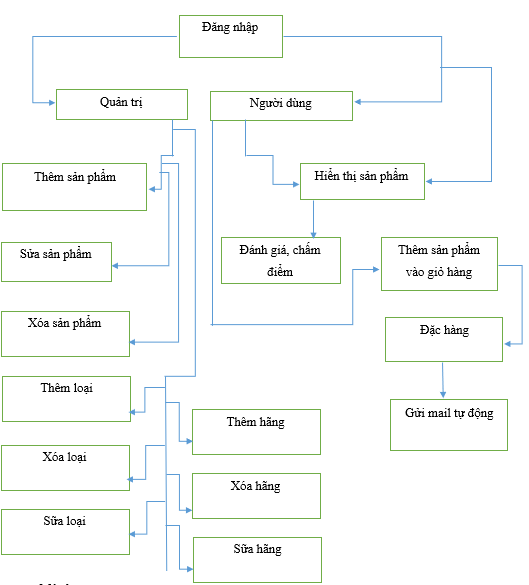 Đăng nhập
Quản trị
Người dùng
Thêm sản phẩm
Hiển thị sản phẩm
Sửa sản phẩm
Đánh giá, chấm
điểm
Thêm sản phẩm
vào giỏ hàng
Xóa sản phẩm
Đặc hàng
Thêm loại
Thêm hãng
Gửi mail tự động
Xóa loại
Xóa hãng
Sữa loại
Sữa hãng